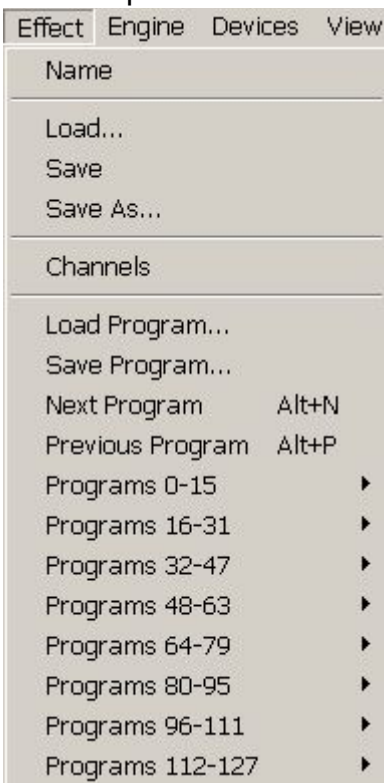 Effect Engine Devices View
Name
Load...
Save
Save As...
Channels
Load Program...
Save Program...
Next Program Alt+N
Previous Program Alt+P
Programs 0-15
Programs 16-31
Programs 32-47
Programs 48-63
Programs 64-79
Programs 80-95
Programs 96-111
Programs 112-127